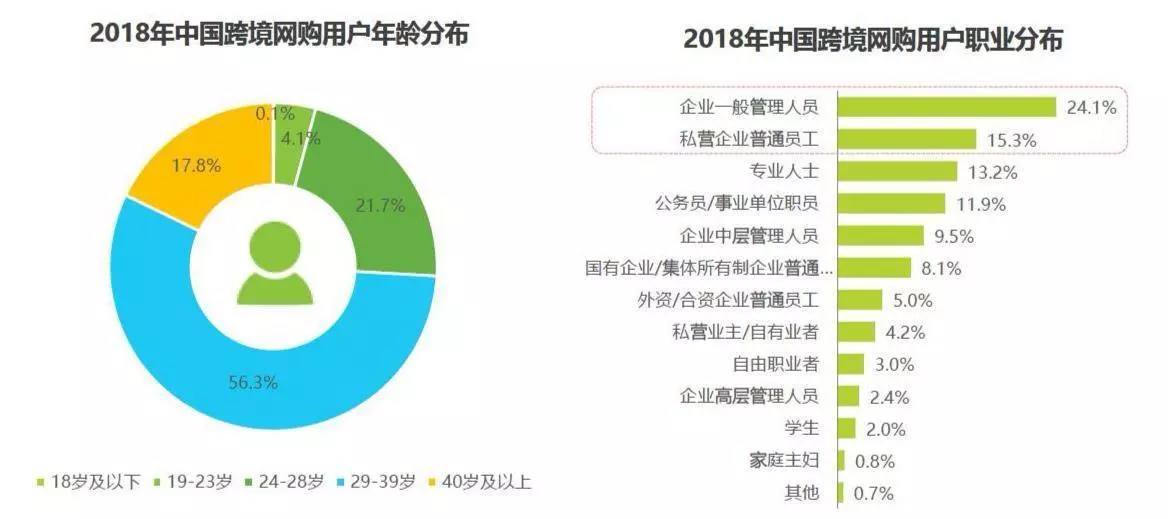 2018年中国跨境网购用户年龄分布
0.1%
4.1%
17.8%
21.7%
56.3%
18岁及以下 19-23岁 24-28岁 29-39岁 40岁及以上
2018年中国跨境网购用户职业分布
企业一般管理人员 24.1%
私营企业普通员工 15.3%
专业人士 13.2%
公务员/事业单位职员 11.9%
企业中层管理人员 9.5%
国有企业/集体所有制企业普通... 8.1%
外资/合资企业普通员工 5.0%
私营业主/自有业者 4.2%
自由职业者 3.0%
企业高层管理人员 2.4%
学生 2.0%
家庭主妇 0.8%
其他 0.7%